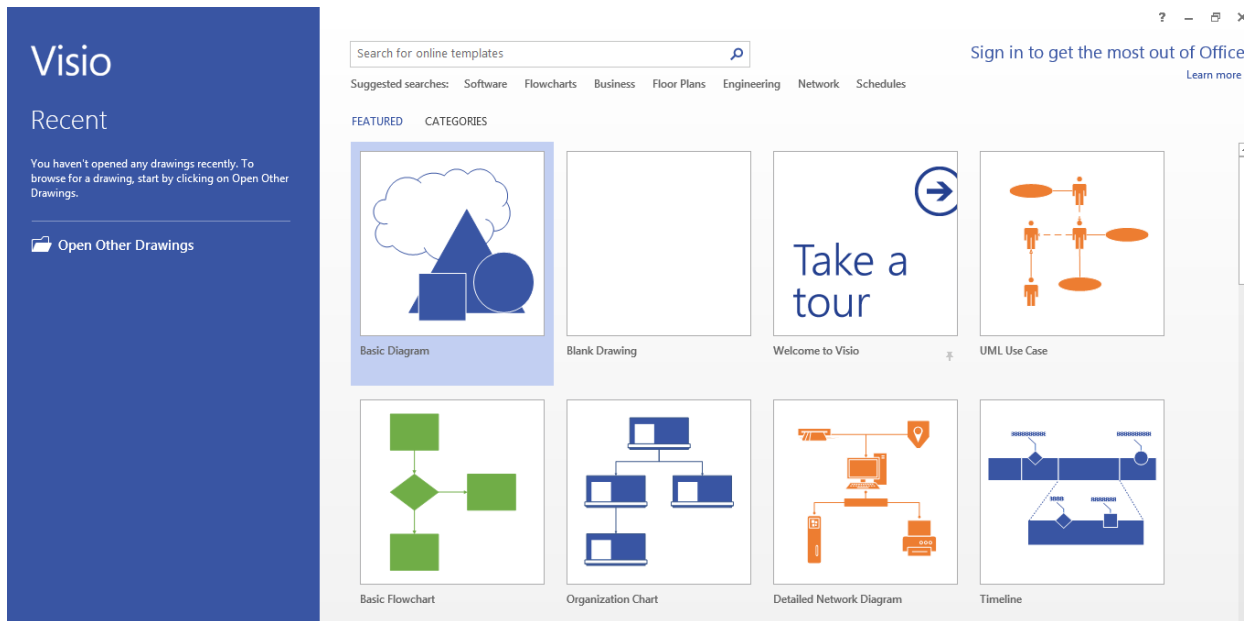 ?
Visio
Search for online templates
Sign in to get the most out of Office
Learn more
Suggested searches: Software Flowcharts Business Floor Plans Engineering Network Schedules
Recent
FEATURED CATEGORIES
You haven't opened any drawings recently. To
browse for a drawing, start by clicking on Open Other
Drawings.
Open Other Drawings
Take a
tour
Basic Diagram
Blank Drawing
Welcome to Visio
UML Use Case
Basic Flowchart
Organization Chart
Detailed Network Diagram
Timeline